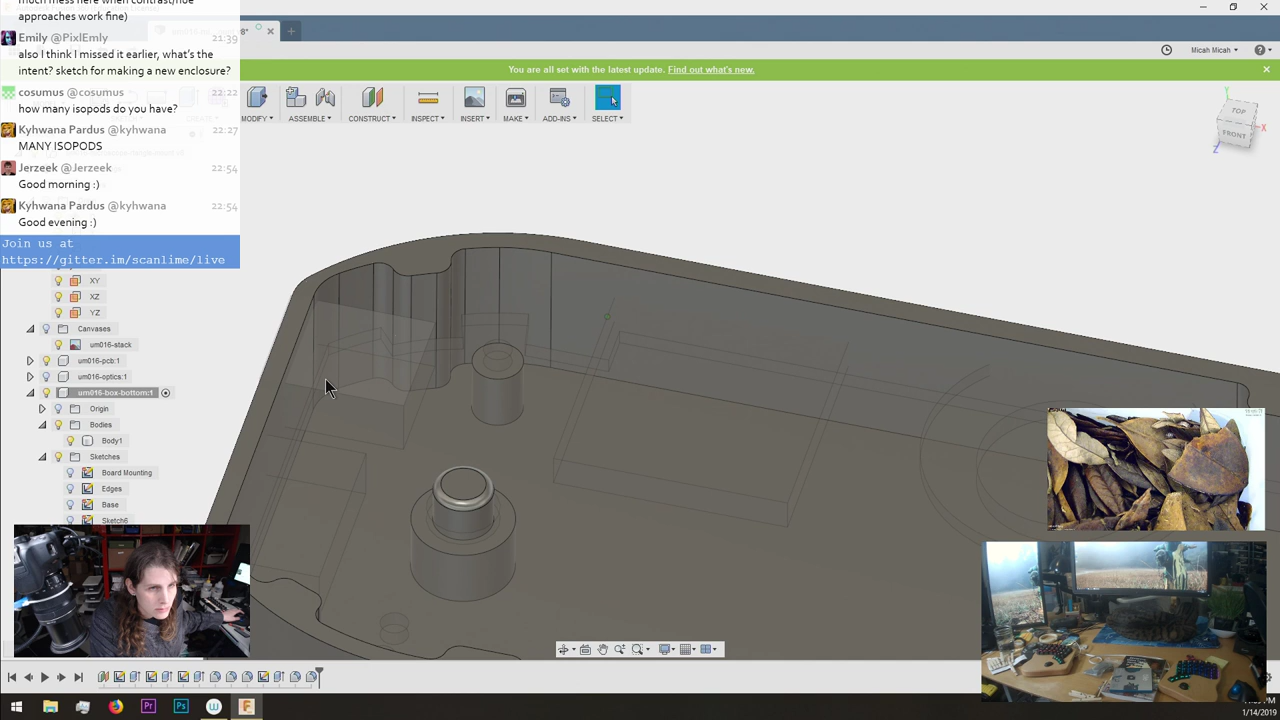 much mess here when contrast/hue
approaches work fine)
Emily @PixlEmly 21:39
also I think I missed it earlier, what's the
intent? sketch for making a new enclosure?
cosumus @cosumus 22:22
how many isopods do you have?
Kyhwana Pardus @kyhwana 22:27
MANY ISOPODS
Jerzeek @Jerzeek 22:54
Good morning :)
Kyhwana Pardus @kyhwana 22:54
Good evening :)
Join us at
https://gitter.im/scanlime/live
Micah Micah
You are all set with the latest update. Find out what's new.
MODIFY
ASSEMBLE
CONSTRUCT
INSPECT
INSERT
MAKE
ADD-INS
SELECT
TOP
FRONT
X
Y
Z
XY
XZ
YZ
Canvases
um016-stack
um016-pcb:1
um016-optics:1
um016-box-bottom:1
Origin
Bodies
Body1
Sketches
Board Mounting
Edges
Base
Sketch6
Pr
Ps
1/14/2019